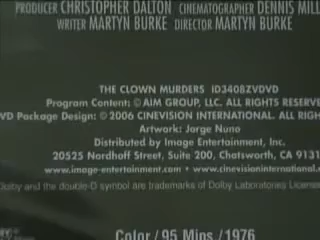 PRODUCER CHRISTOPHER DALTON CINEMATOGRAPHER DENNIS MILL
WRITER MARTYN BURKE DIRECTOR MARTYN BURKE
THE CLOWN MURDERS ID3408ZVDVD
Program Content: © AIM GROUP, LLC. ALL RIGHTS RESERVE
VD Package Design: © 2006 CINEVISION INTERNATIONAL. ALL RIGH
Artwork: Jorge Nuno
Distributed by Image Entertainment, Inc.
20525 Nordhoff Street, Suite 200, Chatsworth, CA 9131
www.image-entertainment.com • www.cinevisioninternational.
Dolby and the double-D symbol are trademarks of Dolby Laboratories Licens
Color / 95 Mins / 1976